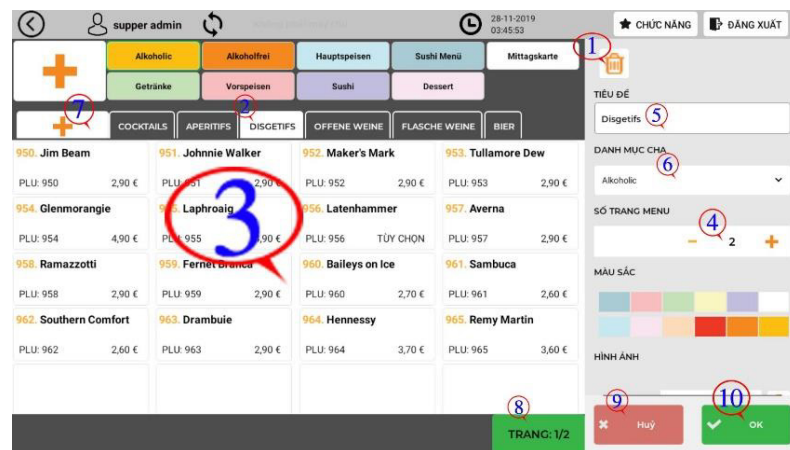 supper admin
28-11-2019
03:45:53
CHỨC NĂNG
ĐĂNG XUẤT
Alkoholic
Alkoholfrei
Hauptspeisen
Sushi Menü
Mittagskarte
Getränke
Vorspeisen
Sushi
Dessert
1
TIÊU ĐỀ
Disgetifs
5
7
2
COCKTAILS
APERITIFS
DISGETIFS
OFFENE WEINE
FLASCHE WEINE
BIER
950. Jim Beam
951. Johnnie Walker
952. Maker's Mark
953. Tullamore Dew
PLU: 950 2,90 €
PLU: 951 2,90 €
PLU: 952 2,90 €
PLU: 953 2,90 €
DANH MỤC CHA
6
Alkoholic
954. Glenmorangie
955. Laphroaig
956. Latenhammer
957. Averna
PLU: 954 4,90 €
PLU: 955
PLU: 956 TÙY CHỌN
PLU: 957 2,90 €
3
SỐ TRANG MENU
4
2
958. Ramazzotti
959. Fernet Branca
960. Baileys on Ice
961. Sambuca
PLU: 958 2,90 €
PLU: 959 2,90 €
PLU: 960 2,70 €
PLU: 961 2,60 €
MÀU SẮC
962. Southern Comfort
963. Drambuie
964. Hennessy
965. Remy Martin
PLU: 962 2,60 €
PLU: 963 2,90 €
PLU: 964 3,70 €
PLU: 965 3,60 €
HÌNH ẢNH
8
TRANG: 1/2
9
Huỷ
10
OK